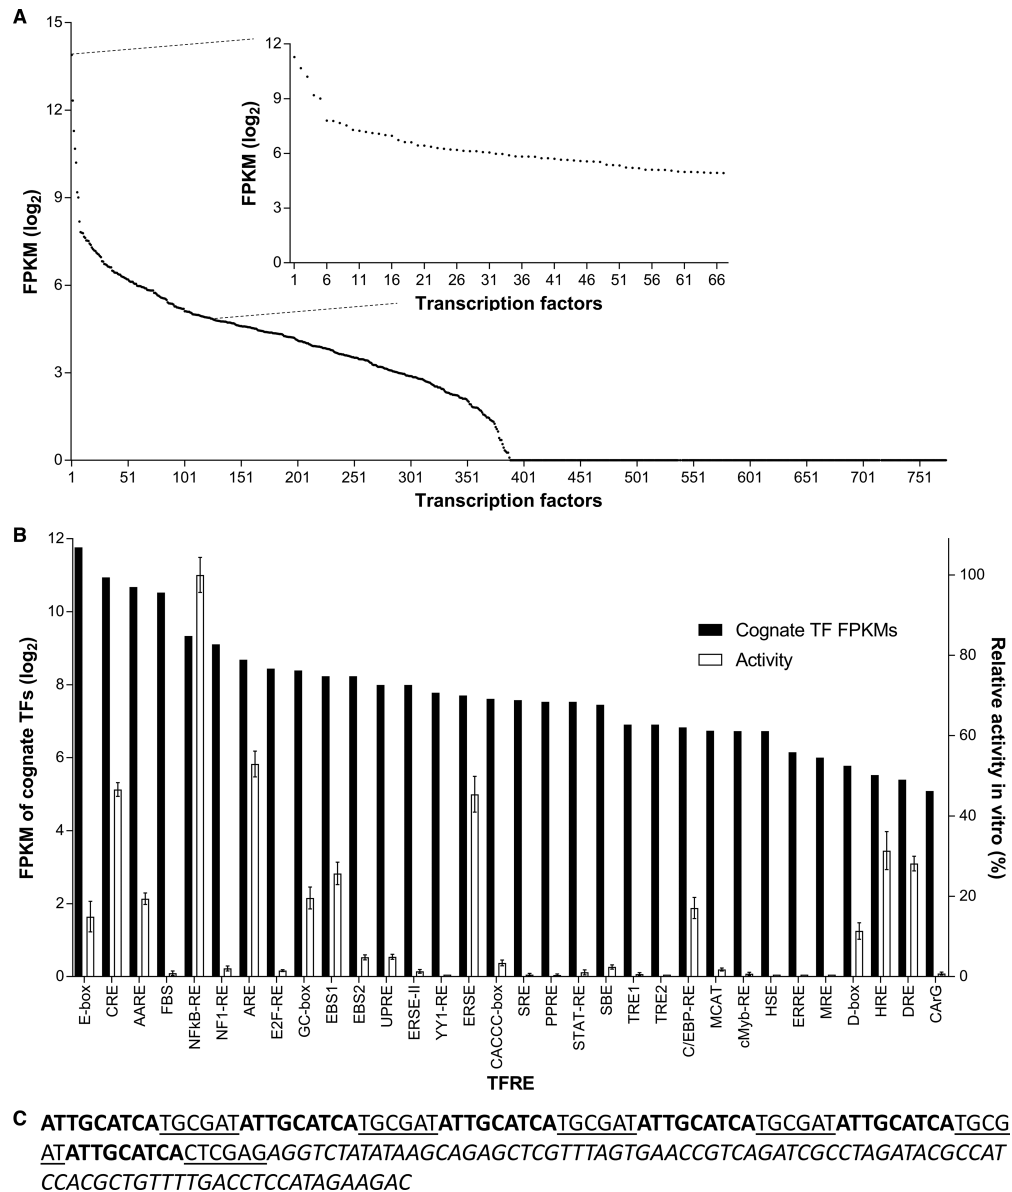 A
FPKM (log2)
15
12
9
6
3
0
1 51 101 151 201 251 301 351 401 451 501 551 601 651 701 751
Transcription factors
FPKM (log2)
12
9
6
3
0
1 6 11 16 21 26 31 36 41 46 51 56 61 66
Transcription factors
B
FPKM of cognate TFs (log2)
12
10
8
6
4
2
0
Cognate TF FPKMs
Activity
Relative activity in vitro (%)
100
80
60
40
20
0
E-box
CRE
AARE
FBS
NFkB-RE
NF1-RE
ARE
E2F-RE
GC-box
EBS1
EBS2
UPRE
ERSE-II
YY1-RE
ERSE
CACCC-box
SRE
PPRE
STAT-RE
SBE
TRE1
TRE2
C/EBP-RE
MCAT
cMyb-RE
HSE
ERRE
MRE
D-box
HRE
DRE
CArG
TFRE
C
ATTGCATCATGCGATATTGCATCATGCGATATTGCATCATGCGATATTGCATCATGCGATATTGCATCATGCG
ATATTGCATCACTCGAGAGGTCTATATAAGCAGAGCTCGTTTAGTGAACCGTCAGATCGCCTAGATACGCCAT
CCACGCTGTTTTGACCTCCATAGAAGAC